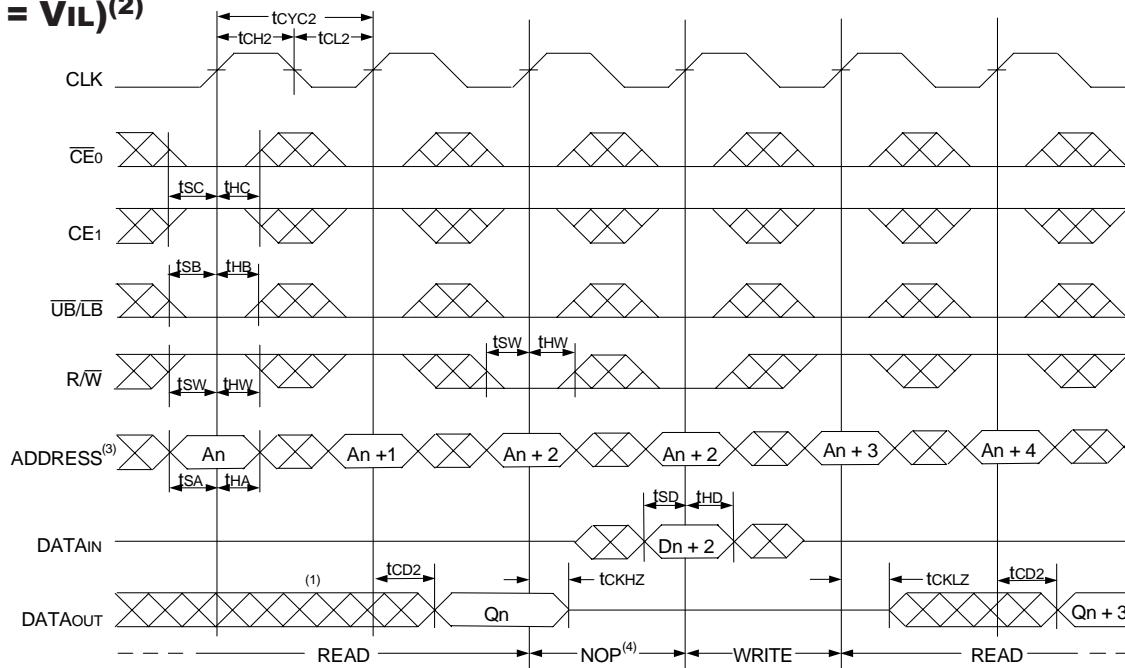 = VIL)(2)
tCYC2
tCH2 tCL2
CLK
CE0
tSC tHC
CE1
tSB tHB
UB/LB
tSW tHW
R/W
tSW tHW
ADDRESS(3) An An +1 An + 2 An + 2 An + 3 An + 4
tSA tHA
tSD tHD
DATAIN Dn + 2
(1) tCD2 tCKHZ tCKLZ tCD2
DATAOUT Qn Qn + 3
READ NOP(4) WRITE READ